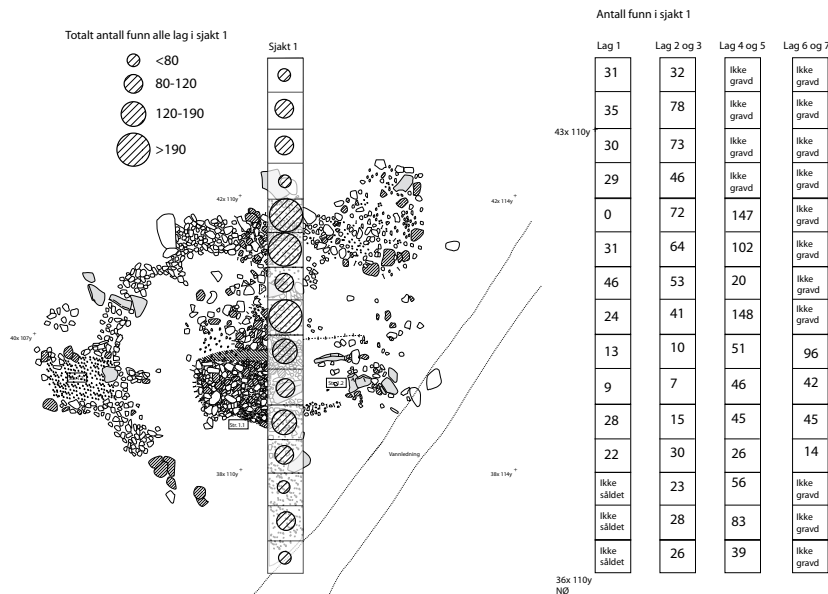 Antall funn i sjakt 1
Totalt antall funn alle lag i sjakt 1
<80
80-120
120-190
>190
Sjakt 1
Lag 1 Lag 2 og 3 Lag 4 og 5 Lag 6 og 7
31 32 Ikke gravd Ikke gravd
35 78 Ikke gravd Ikke gravd
43x 110y
30 73 Ikke gravd Ikke gravd
29 46 Ikke gravd Ikke gravd
42x 110y
42x 114y
0 72 147 Ikke gravd
31 64 102 Ikke gravd
46 53 20 Ikke gravd
24 41 148 Ikke gravd
40x 107y
13 10 51 96
9 7 46 42
28 15 45 45
Str. 1.1
22 30 26 14
Vannledning
38x 110y
38x 114y
Ikke såldet 23 56 Ikke gravd
Ikke såldet 28 83 Ikke gravd
Ikke såldet 26 39 Ikke gravd
36x 110y
NØ